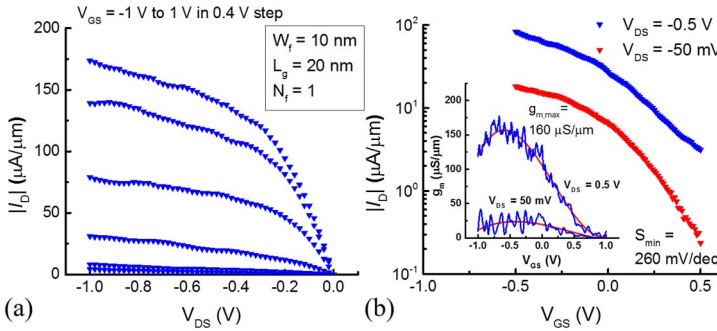 V_GS = -1 V to 1 V in 0.4 V step
W_f = 10 nm
L_g = 20 nm
N_f = 1
200
150
100
50
0
|I_D| (µA/µm)
-1.0 -0.8 -0.6 -0.4 -0.2 0.0
V_DS (V)
(a)
V_DS = -0.5 V
V_DS = -50 mV
10²
10¹
10⁰
10⁻¹
|I_D| (µA/µm)
-1.0 -0.5 0.0 0.5 1.0
V_GS (V)
S_min =
260 mV/dec
g_m,max =
160 µS/µm
V_DS = 0.5 V
V_DS = 50 mV
200
150
100
50
0
g_m (µS/µm)
-1.0 -0.5 0.0 0.5 1.0
V_GS (V)
(b)